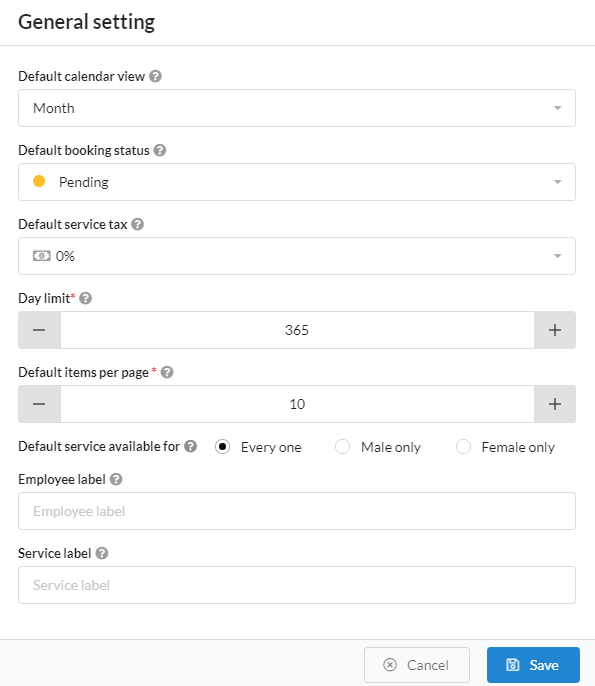 General setting
Default calendar view
Month
Default booking status
Pending
Default service tax
0%
Day limit*
365
Default items per page *
10
Default service available for Every one Male only Female only
Employee label
Employee label
Service label
Service label
Cancel Save